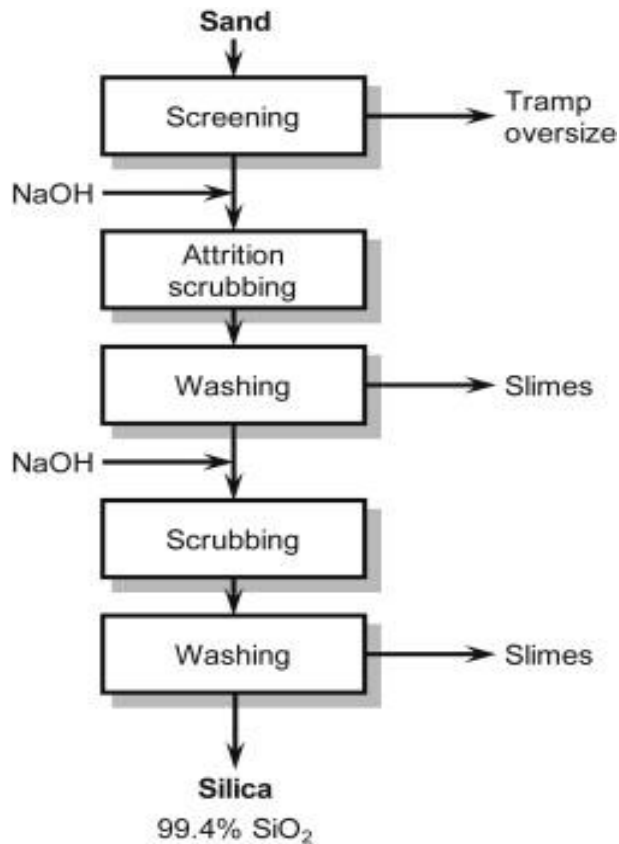 Sand
Screening
Tramp
oversize
NaOH
Attrition
scrubbing
Washing
Slimes
NaOH
Scrubbing
Washing
Slimes
Silica
99.4% SiO₂